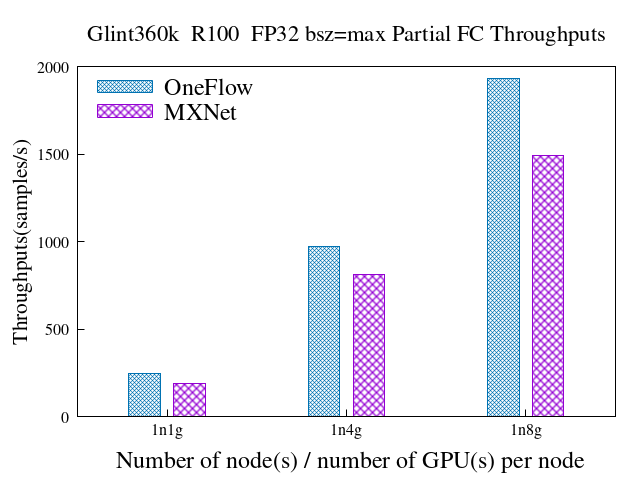 Glint360k  R100  FP32 bsz=max Partial FC Throughputs
2000
1500
1000
500
0
Throughputs(samples/s)
OneFlow
MXNet
1n1g 1n4g 1n8g
Number of node(s) / number of GPU(s) per node